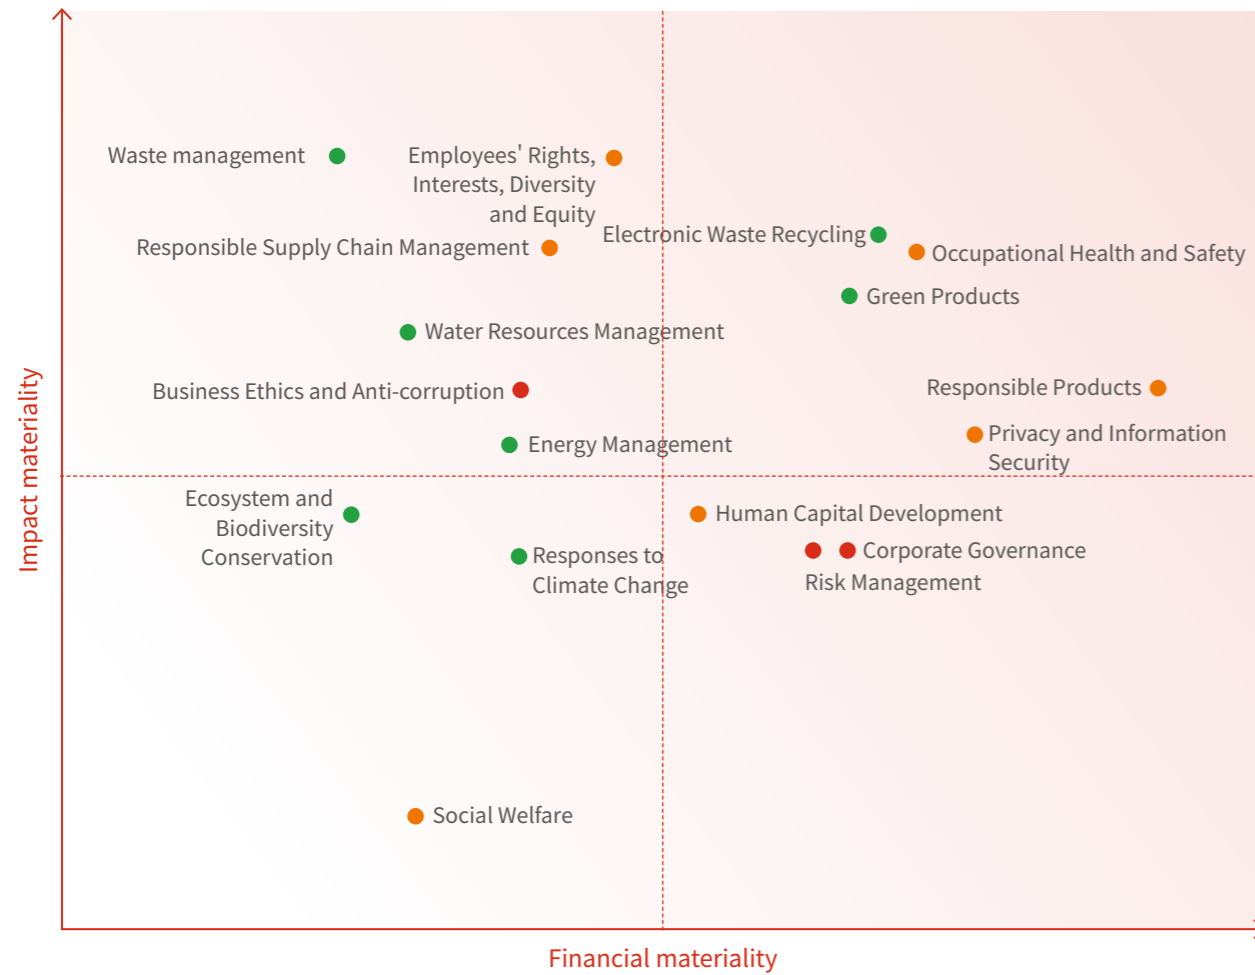 Waste management
Employees' Rights,
Interests, Diversity
and Equity
Electronic Waste Recycling
Responsible Supply Chain Management
Occupational Health and Safety
Green Products
Water Resources Management
Business Ethics and Anti-corruption
Responsible Products
Privacy and Information
Security
Energy Management
Impact materiality
Ecosystem and
Biodiversity
Conservation
Human Capital Development
Responses to
Climate Change
Corporate Governance
Risk Management
Social Welfare
Financial materiality